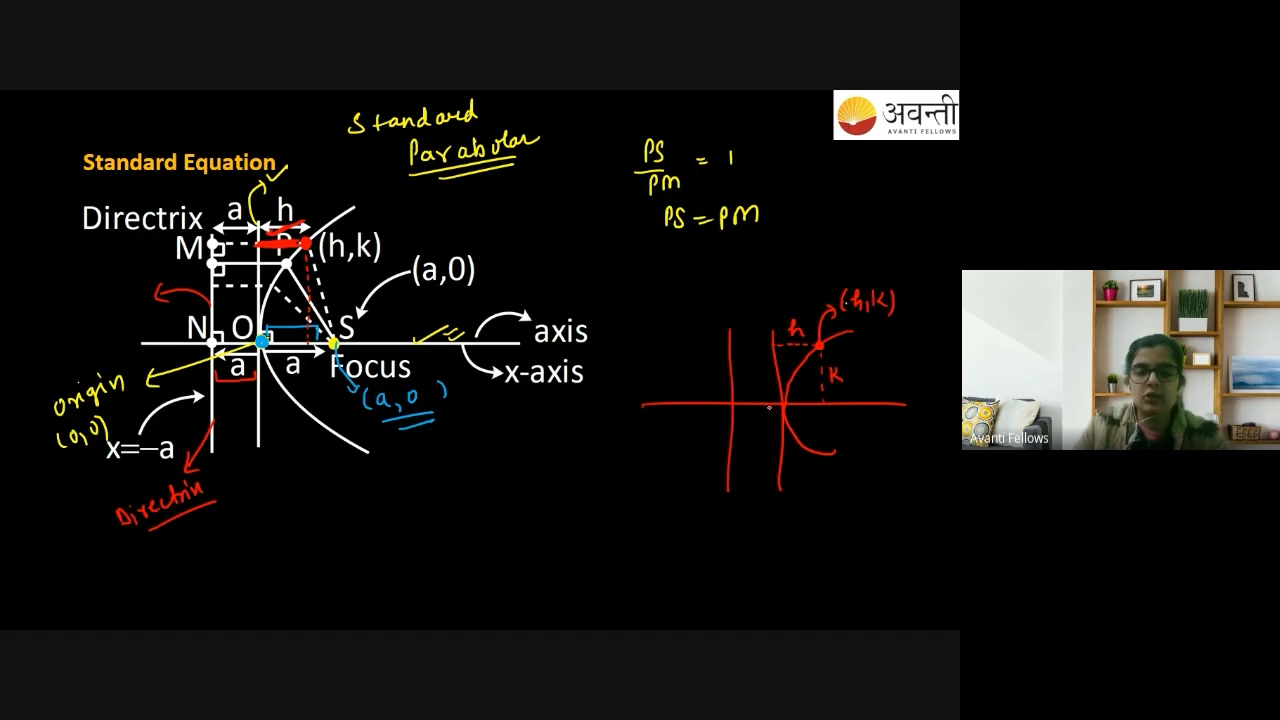 Standard
Parabolar
Standard Equation
Directrix
a
h
M
P
(h,k)
(a,0)
N
O
S
axis
a
a
Focus
x-axis
origin
(0,0)
(a,0)
x=–a
Directrix
PS
PM
= 1
PS = PM
(h,k)
h
k
अवन्ती
AVANTI FELLOWS
Avanti Fellows